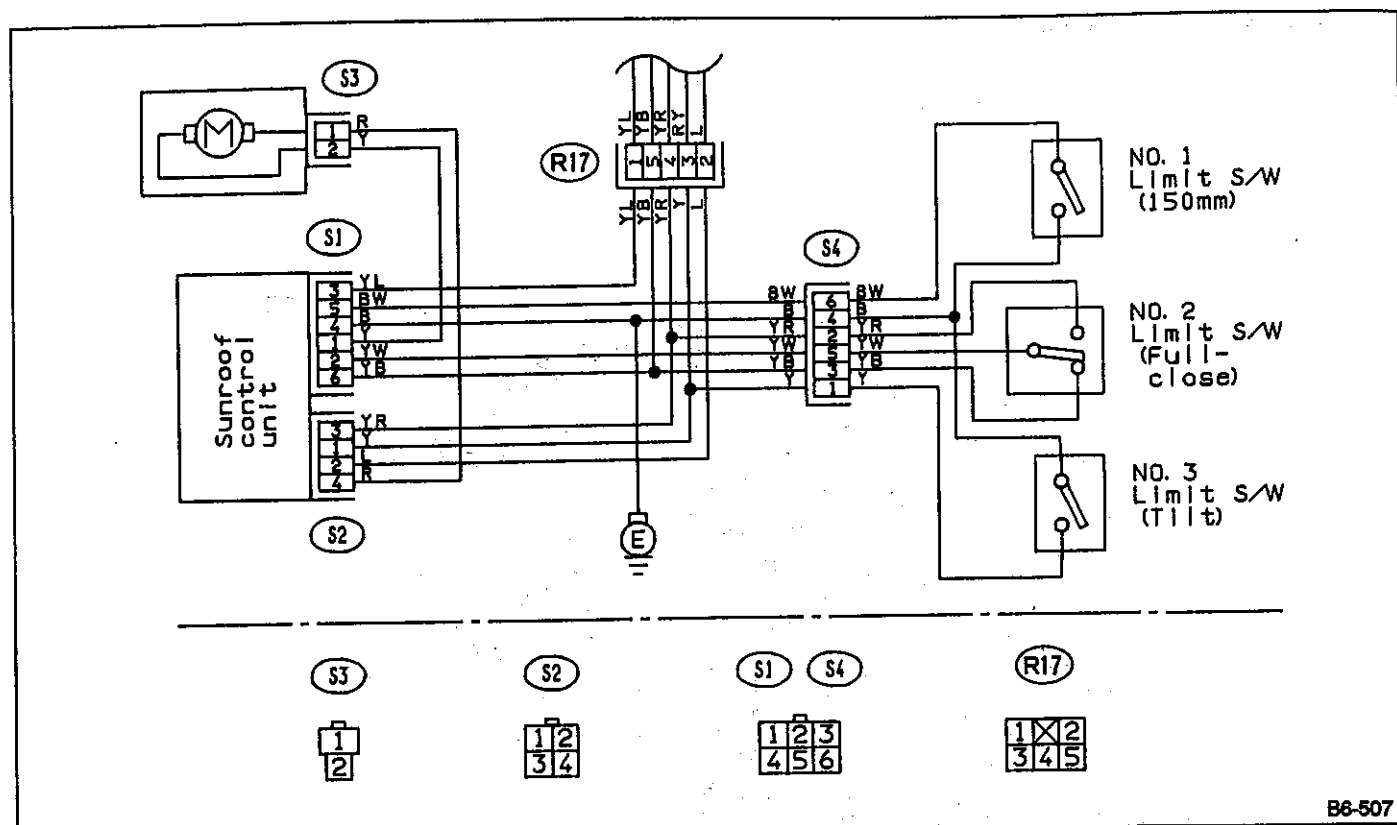 S3
M
1 R
2 Y
YL YB YR RY L
R17
1 5 4 3 2
YL YB YR Y L
S1
3 YL
5 BW
4 B
1 Y
2 YW
6 YB
Sunroof
control
unit
3 YR
1 Y
2 L
4 R
S2
E
S4
BW 6 BW
B 4 B
YR 2 YR
YW 5 YW
YB 3 YB
Y 1 Y
NO. 1
Limit S/W
(150mm)
NO. 2
Limit S/W
(Full-
close)
NO. 3
Limit S/W
(Tilt)
S3
1
2
S2
1 2
3 4
S1 S4
1 2 3
4 5 6
R17
1 2
3 4 5
B6-507